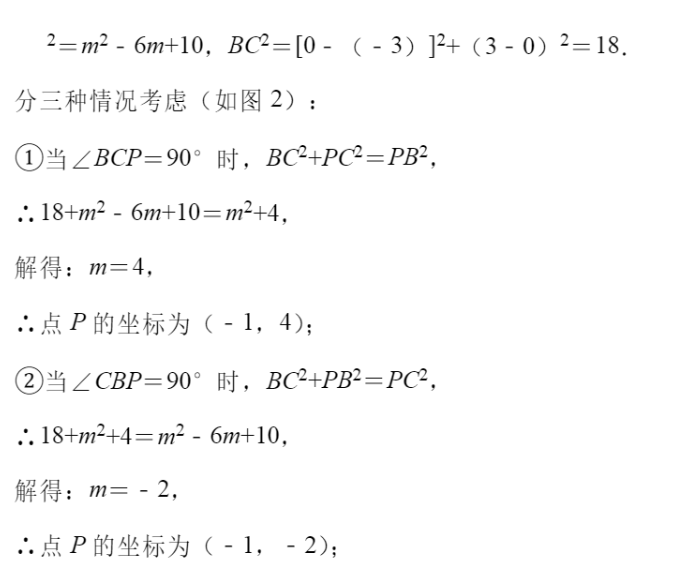 ²=m² - 6m+10，BC²=[0 - （ - 3）]²+（3 - 0）²=18．
分三种情况考虑（如图 2）：
①当∠BCP=90° 时，BC²+PC²=PB²，
∴18+m² - 6m+10=m²+4，
解得：m=4，
∴点 P 的坐标为（ - 1，4）；
②当∠CBP=90° 时，BC²+PB²=PC²，
∴18+m²+4=m² - 6m+10，
解得：m= - 2，
∴点 P 的坐标为（ - 1， - 2）；